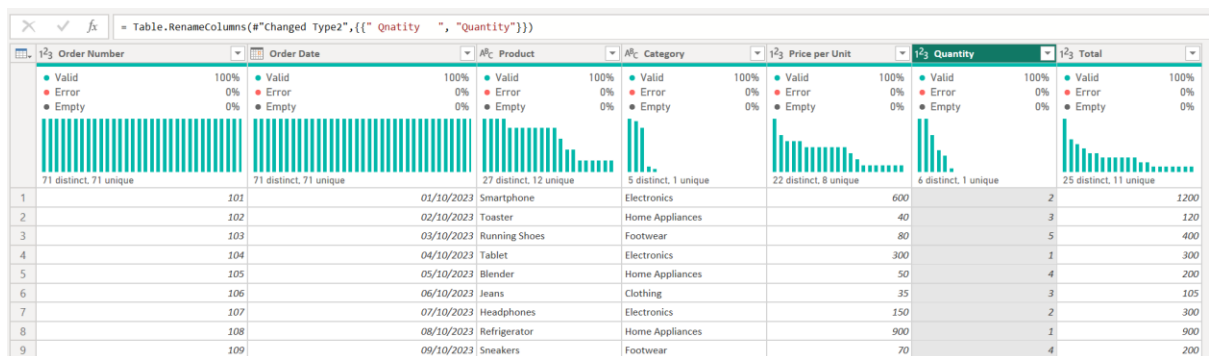 = Table.RenameColumns(#"Changed Type2",{{" Qnatity   ", "Quantity"}})
123 Order Number Order Date ABC Product ABC Category 123 Price per Unit 123 Quantity 123 Total
Valid 100% Valid 100% Valid 100% Valid 100% Valid 100% Valid 100% Valid 100%
Error 0% Error 0% Error 0% Error 0% Error 0% Error 0% Error 0%
Empty 0% Empty 0% Empty 0% Empty 0% Empty 0% Empty 0% Empty 0%
71 distinct, 71 unique 71 distinct, 71 unique 27 distinct, 12 unique 5 distinct, 1 unique 22 distinct, 8 unique 6 distinct, 1 unique 25 distinct, 11 unique
1 101 01/10/2023 Smartphone Electronics 600 2 1200
2 102 02/10/2023 Toaster Home Appliances 40 3 120
3 103 03/10/2023 Running Shoes Footwear 80 5 400
4 104 04/10/2023 Tablet Electronics 300 1 300
5 105 05/10/2023 Blender Home Appliances 50 4 200
6 106 06/10/2023 Jeans Clothing 35 3 105
7 107 07/10/2023 Headphones Electronics 150 2 300
8 108 08/10/2023 Refrigerator Home Appliances 900 1 900
9 109 09/10/2023 Sneakers Footwear 70 4 200